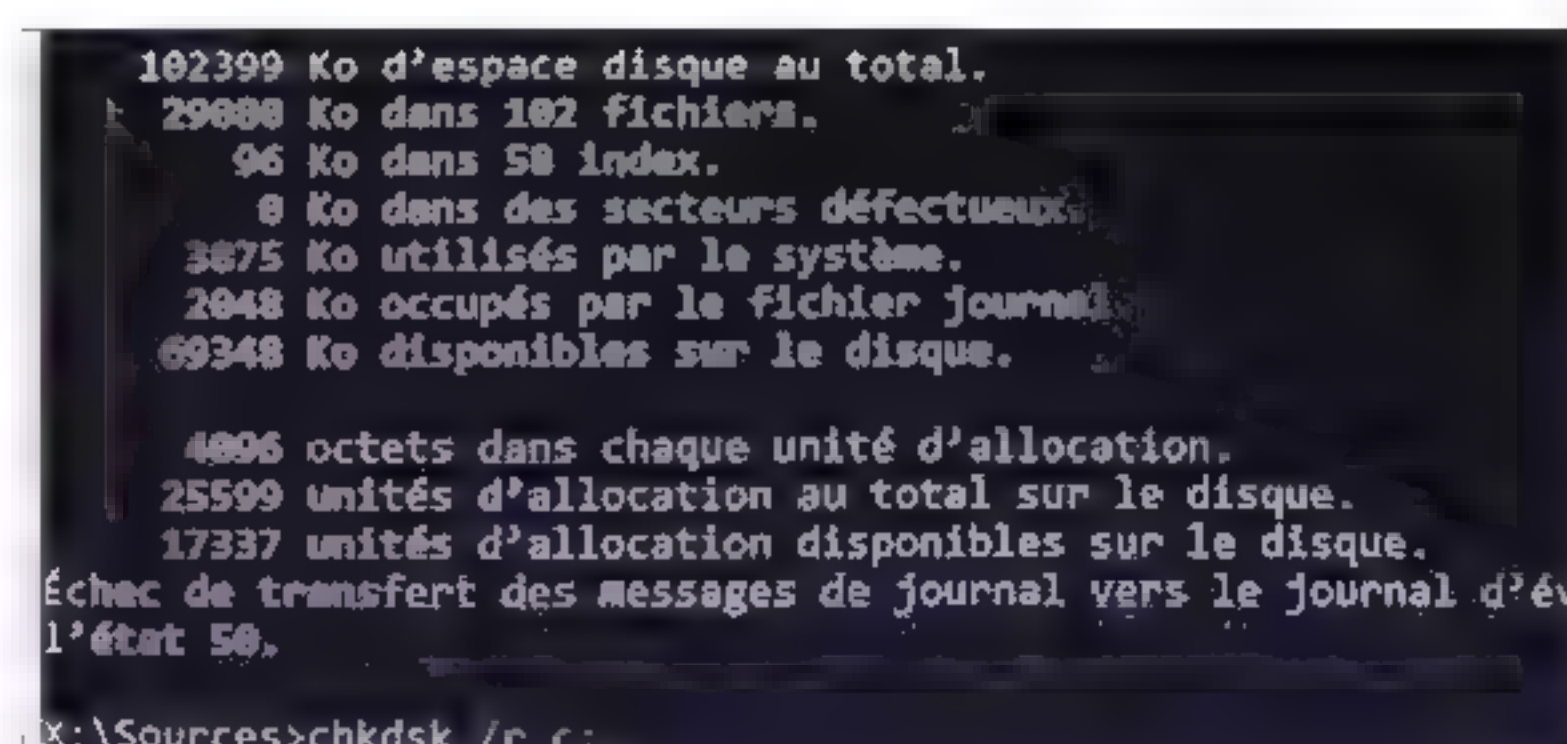 102399 Ko d'espace disque au total.
29080 Ko dans 102 fichiers.
96 Ko dans 50 index.
0 Ko dans des secteurs défectueux.
3875 Ko utilisés par le système.
2048 Ko occupés par le fichier journal.
69348 Ko disponibles sur le disque.
4096 octets dans chaque unité d'allocation.
25599 unités d'allocation au total sur le disque.
17337 unités d'allocation disponibles sur le disque.
Échec de transfert des messages de journal vers le journal d'év
l'état 50.
X:\Sources>chkdsk /r c: